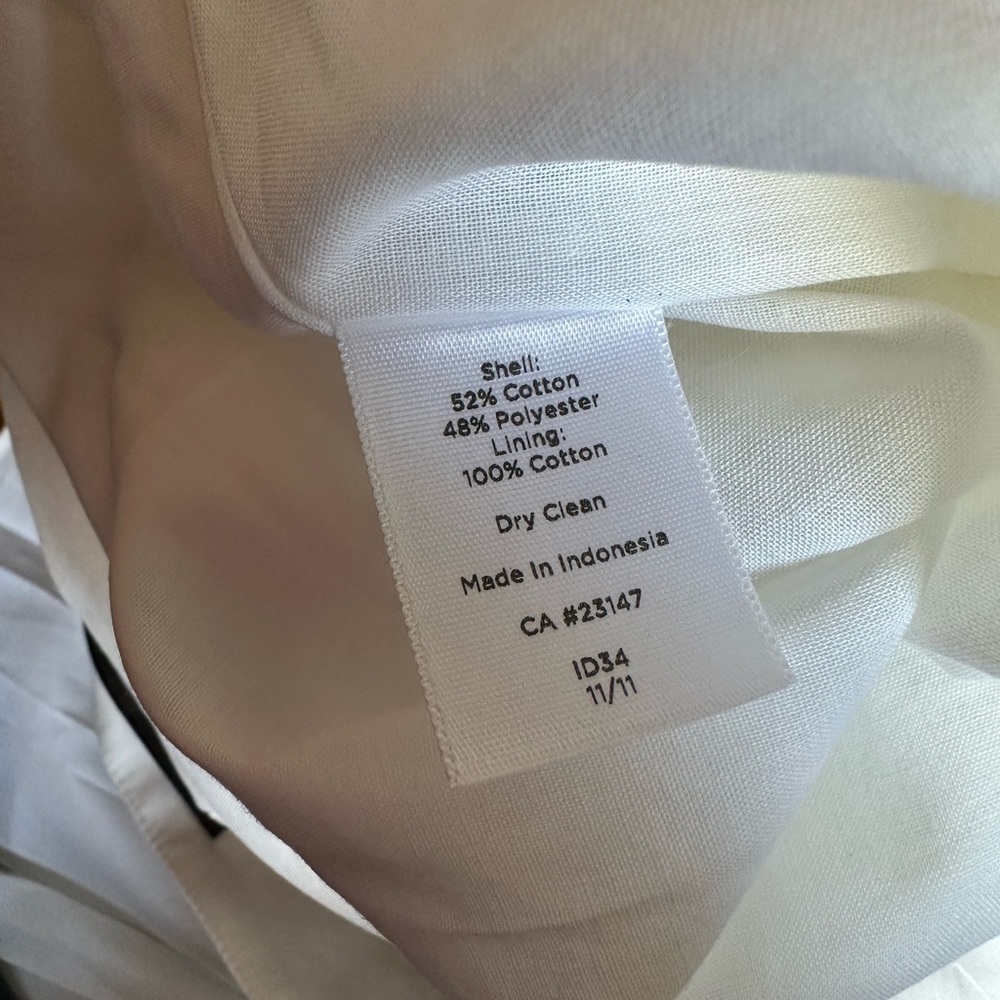 Shell:
52% Cotton
48% Polyester
Lining:
100% Cotton
Dry Clean
Made In Indonesia
CA #23147
ID34
11/11